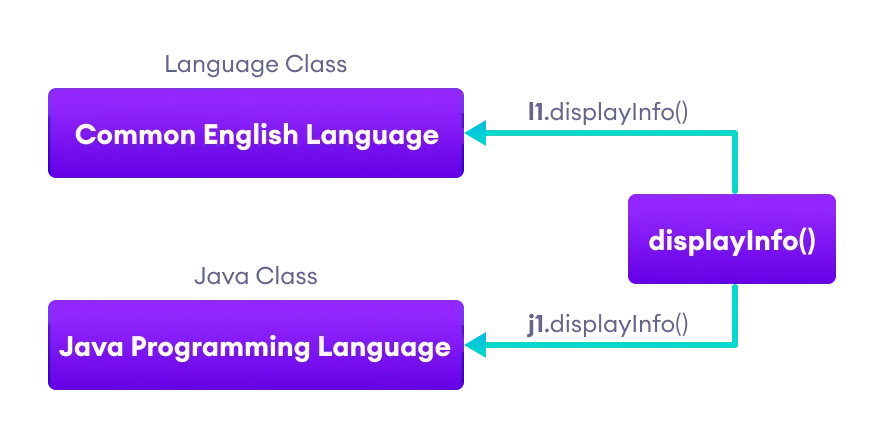 Language Class
Common English Language
l1.displayInfo()
displayInfo()
Java Class
Java Programming Language
j1.displayInfo()